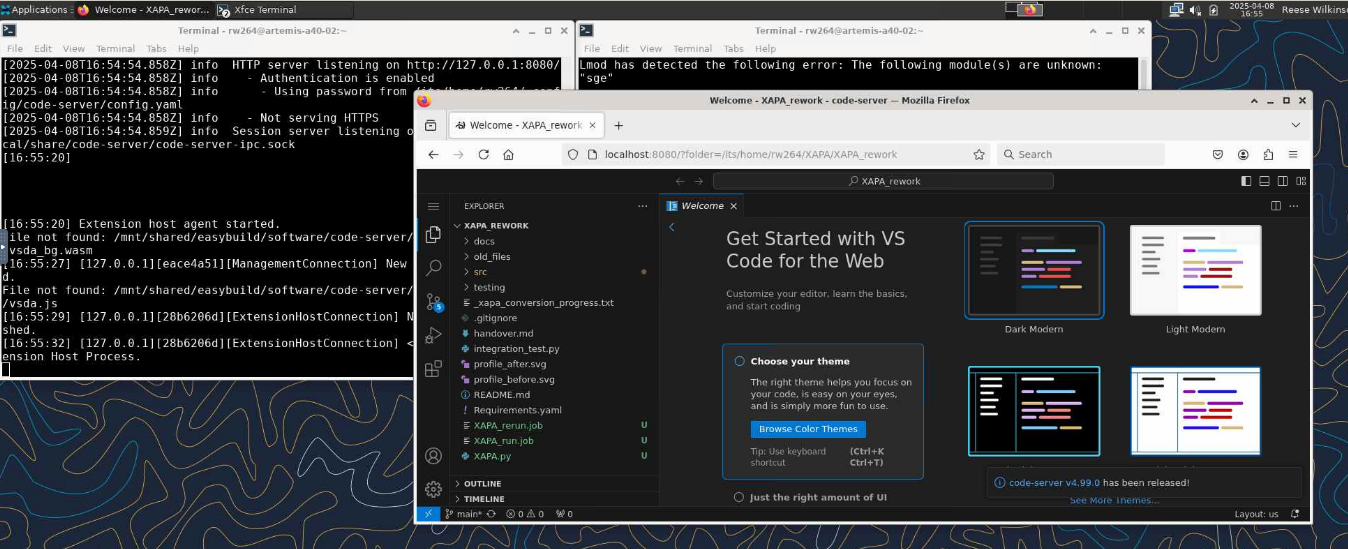 Applications
Welcome - XAPA_rewor...
Xfce Terminal
2025-04-08
16:55
Reese Wilkins
Terminal - rw264@artemis-a40-02:~
File Edit View Terminal Tabs Help
[2025-04-08T16:54:54.858Z] info HTTP server listening on http://127.0.0.1:8080/
[2025-04-08T16:54:54.858Z] info - Authentication is enabled
[2025-04-08T16:54:54.858Z] info - Using password from
ig/code-server/config.yaml
[2025-04-08T16:54:54.858Z] info - Not serving HTTPS
[2025-04-08T16:54:54.859Z] info Session server listening o
cal/share/code-server/code-server-ipc.sock
[16:55:20]
[16:55:20] Extension host agent started.
ile not found: /mnt/shared/easybuild/software/code-server/
vsda_bg.wasm
[16:55:27] [127.0.0.1][eace4a51][ManagementConnection] New
d.
File not found: /mnt/shared/easybuild/software/code-server/
/vsda.js
[16:55:29] [127.0.0.1][28b6206d][ExtensionHostConnection] N
shed.
[16:55:32] [127.0.0.1][28b6206d][ExtensionHostConnection] <
ension Host Process.
Terminal - rw264@artemis-a40-02:~
File Edit View Terminal Tabs Help
Lmod has detected the following error: The following module(s) are unknown:
"sge"
Welcome - XAPA_rework - code-server — Mozilla Firefox
Welcome - XAPA_rework
localhost:8080/?folder=/its/home/rw264/XAPA/XAPA_rework
Search
XAPA_rework
EXPLORER
XAPA_REWORK
docs
old_files
src
testing
_xapa_conversion_progress.txt
.gitignore
handover.md
integration_test.py
profile_after.svg
profile_before.svg
README.md
Requirements.yaml
XAPA_rerun.job U
XAPA_run.job U
XAPA.py U
OUTLINE
TIMELINE
5
Welcome
Get Started with VS
Code for the Web
Customize your editor, learn the basics,
and start coding
Choose your theme
The right theme helps you focus on
your code, is easy on your eyes,
and is simply more fun to use.
Browse Color Themes
Tip: Use keyboard shortcut
(Ctrl+K Ctrl+T)
Just the right amount of UI
Dark Modern
Light Modern
See More Themes...
code-server v4.99.0 has been released!
main*
0 0
0
Layout: us